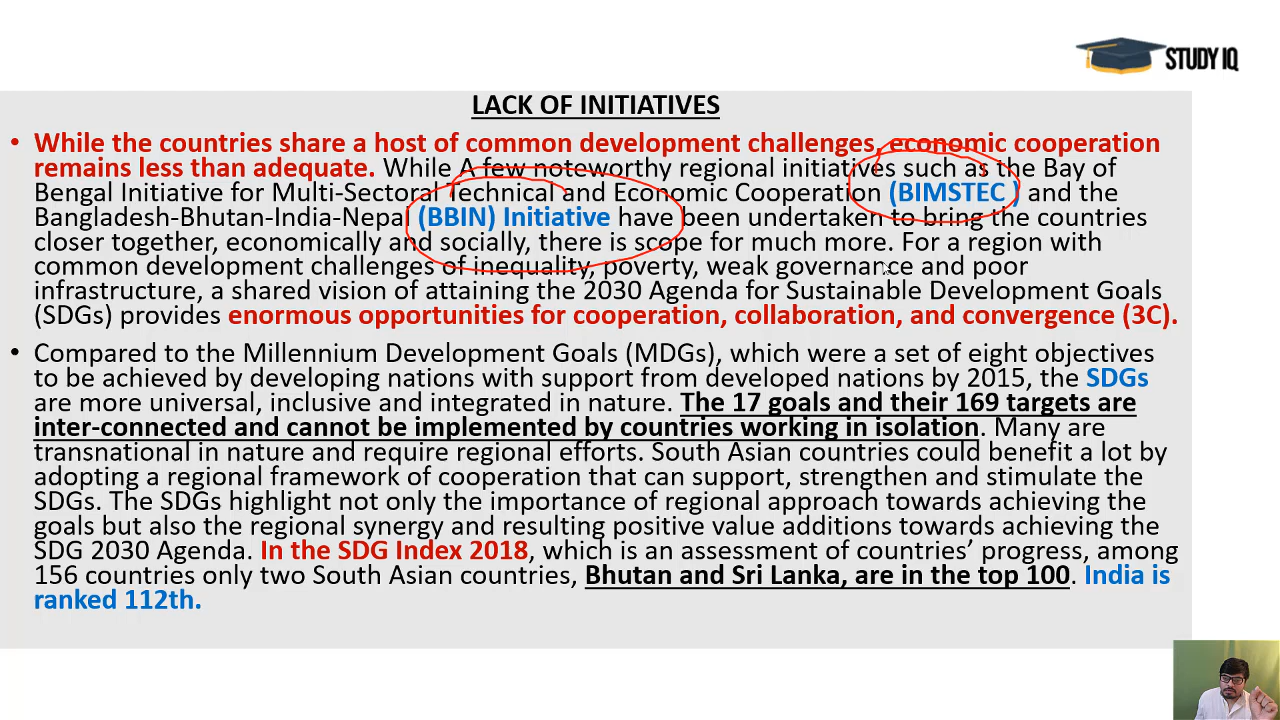 STUDY IQ
LACK OF INITIATIVES
• While the countries share a host of common development challenges, economic cooperation
remains less than adequate. While A few noteworthy regional initiatives such as the Bay of
Bengal Initiative for Multi-Sectoral Technical and Economic Cooperation (BIMSTEC ) and the
Bangladesh-Bhutan-India-Nepal (BBIN) Initiative have been undertaken to bring the countries
closer together, economically and socially, there is scope for much more. For a region with
common development challenges of inequality, poverty, weak governance and poor
infrastructure, a shared vision of attaining the 2030 Agenda for Sustainable Development Goals
(SDGs) provides enormous opportunities for cooperation, collaboration, and convergence (3C).
• Compared to the Millennium Development Goals (MDGs), which were a set of eight objectives
to be achieved by developing nations with support from developed nations by 2015, the SDGs
are more universal, inclusive and integrated in nature. The 17 goals and their 169 targets are
inter-connected and cannot be implemented by countries working in isolation. Many are
transnational in nature and require regional efforts. South Asian countries could benefit a lot by
adopting a regional framework of cooperation that can support, strengthen and stimulate the
SDGs. The SDGs highlight not only the importance of regional approach towards achieving the
goals but also the regional synergy and resulting positive value additions towards achieving the
SDG 2030 Agenda. In the SDG Index 2018, which is an assessment of countries’ progress, among
156 countries only two South Asian countries, Bhutan and Sri Lanka, are in the top 100. India is
ranked 112th.